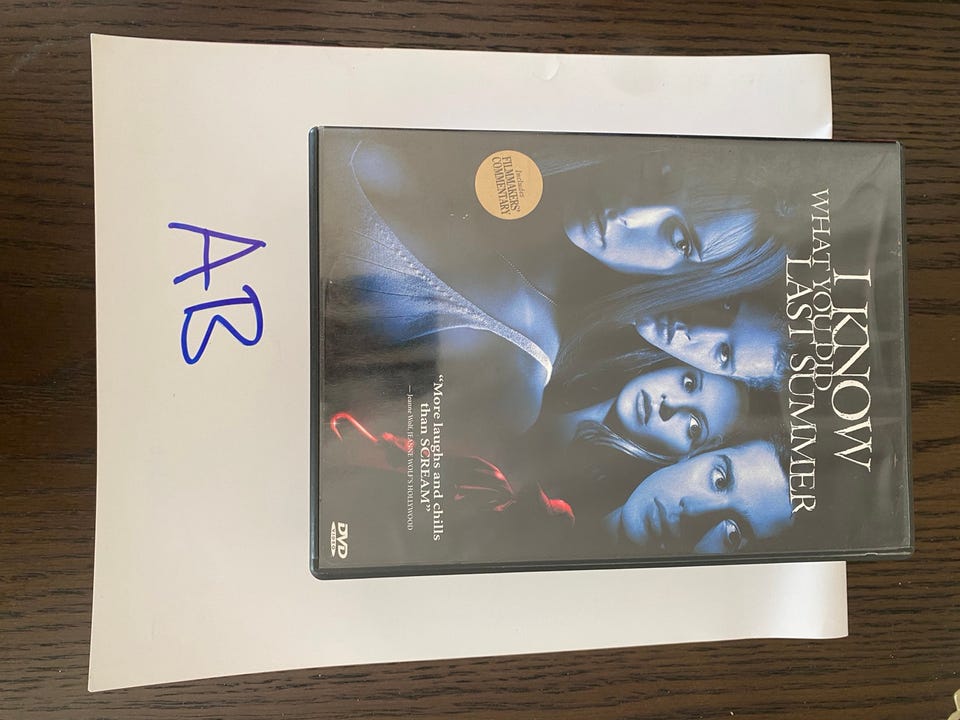 I KNOW
WHAT YOU DID
LAST SUMMER
Includes
FILMMAKERS'
COMMENTARY
"More laughs and chills
than SCREAM"
— Jeanne Wolf, JEANNE WOLF'S HOLLYWOOD
DVD
VIDEO
AB